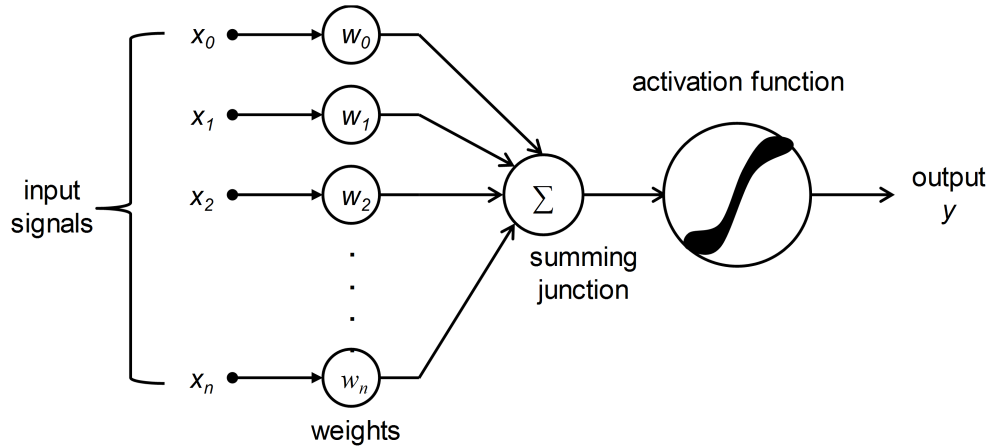 x0
w0
activation function
x1
w1
input
signals
x2
w2
∑
output
y
summing
junction
.
.
.
xn
wn
weights